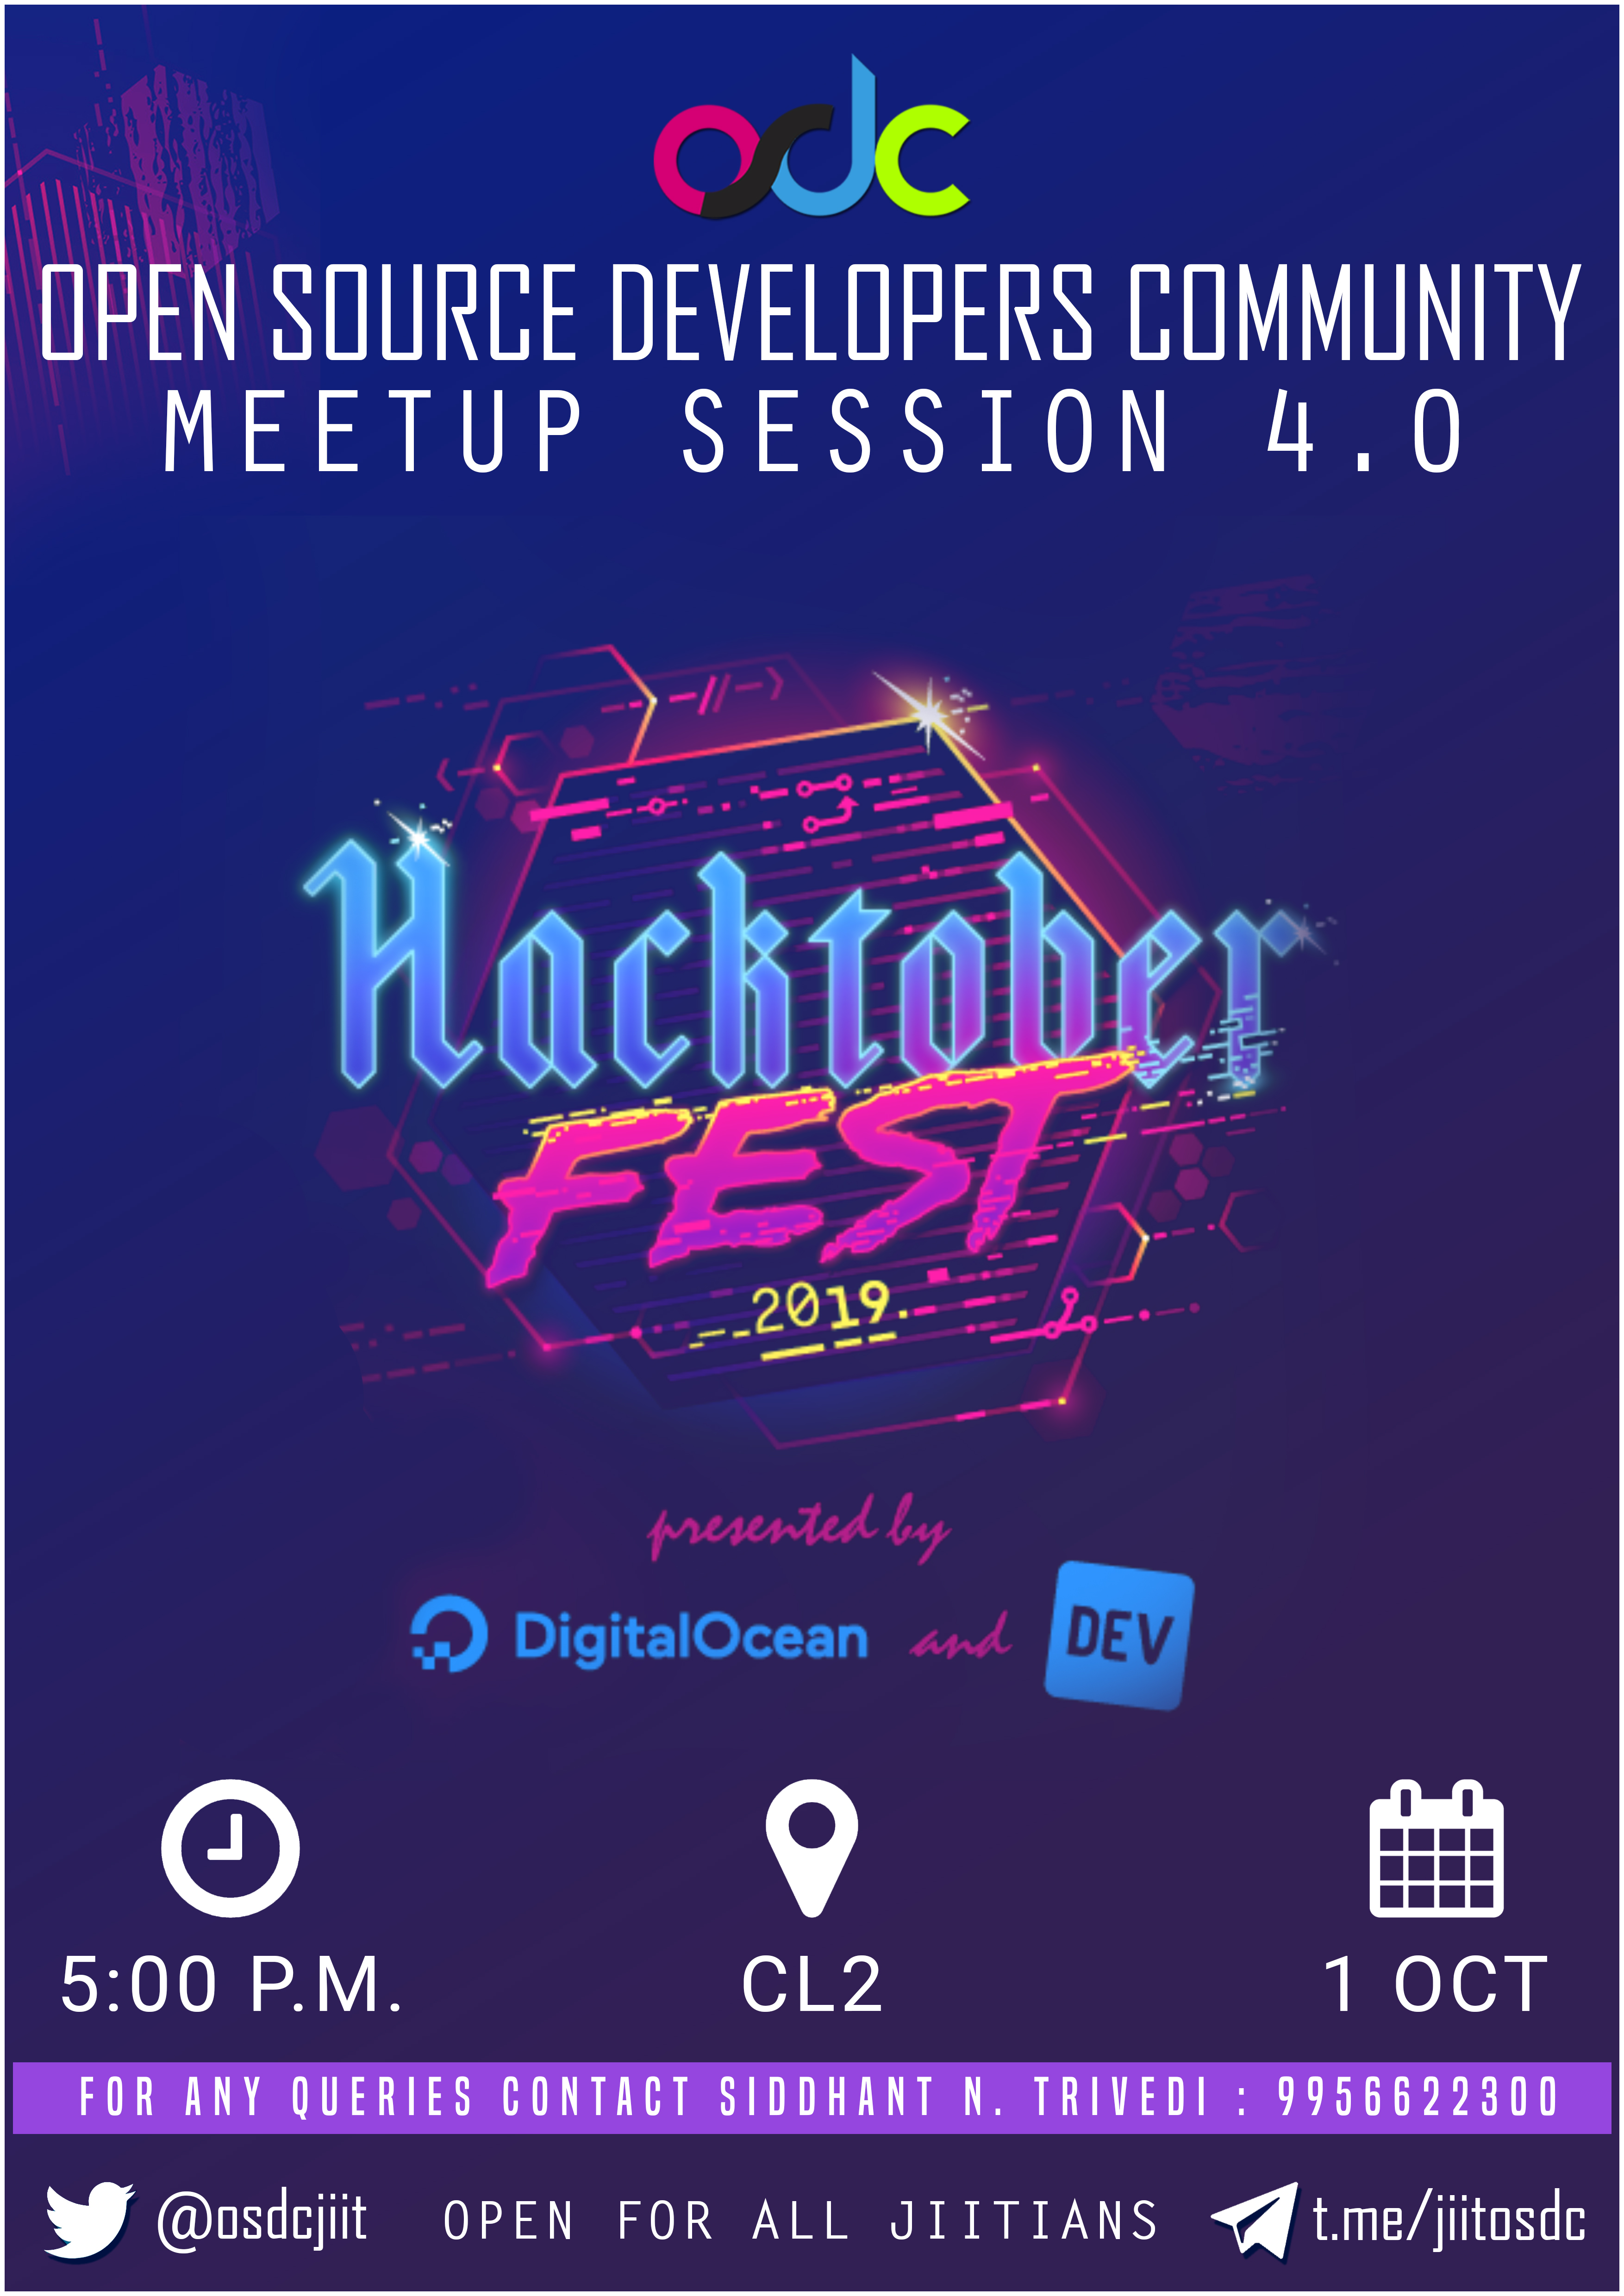 osdc
OPEN SOURCE DEVELOPERS COMMUNITY
MEETUP SESSION 4.0
Hacktober
FEST
2019.
presented by
DigitalOcean and DEV
5:00 P.M. CL2 1 OCT
FOR ANY QUERIES CONTACT SIDDHANT N. TRIVEDI : 9956622300
@osdcjiit OPEN FOR ALL JIITIANS t.me/jiitosdc